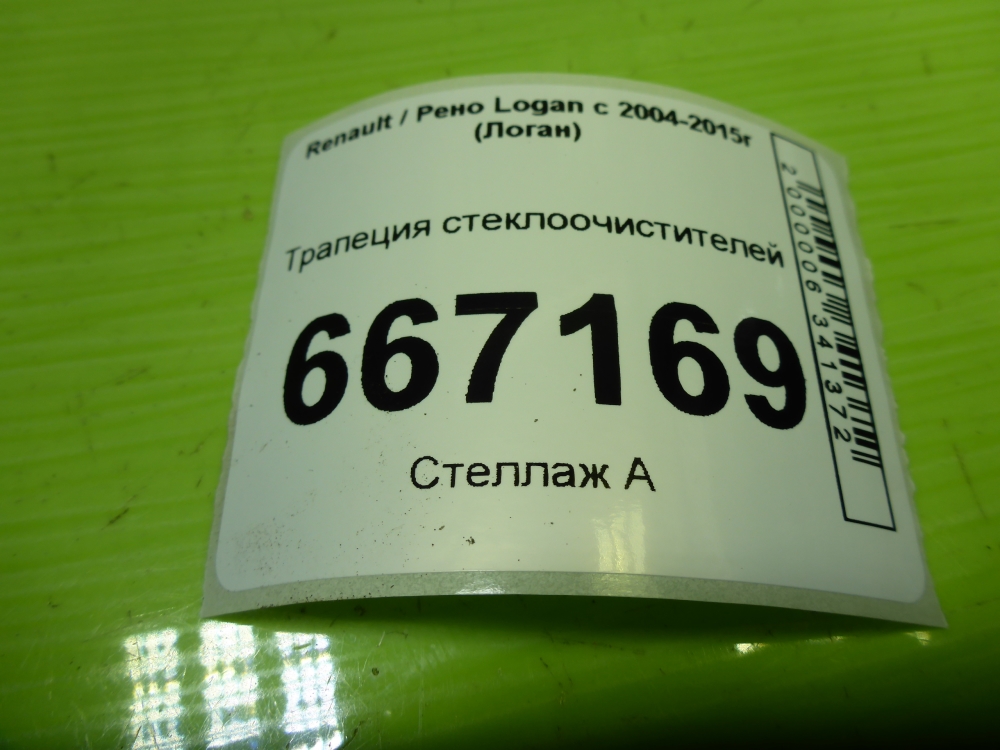 Renault / Рено Logan с 2004-2015г
(Логан)
Трапеция стеклоочистителей
667169
Стеллаж А
2000006341372